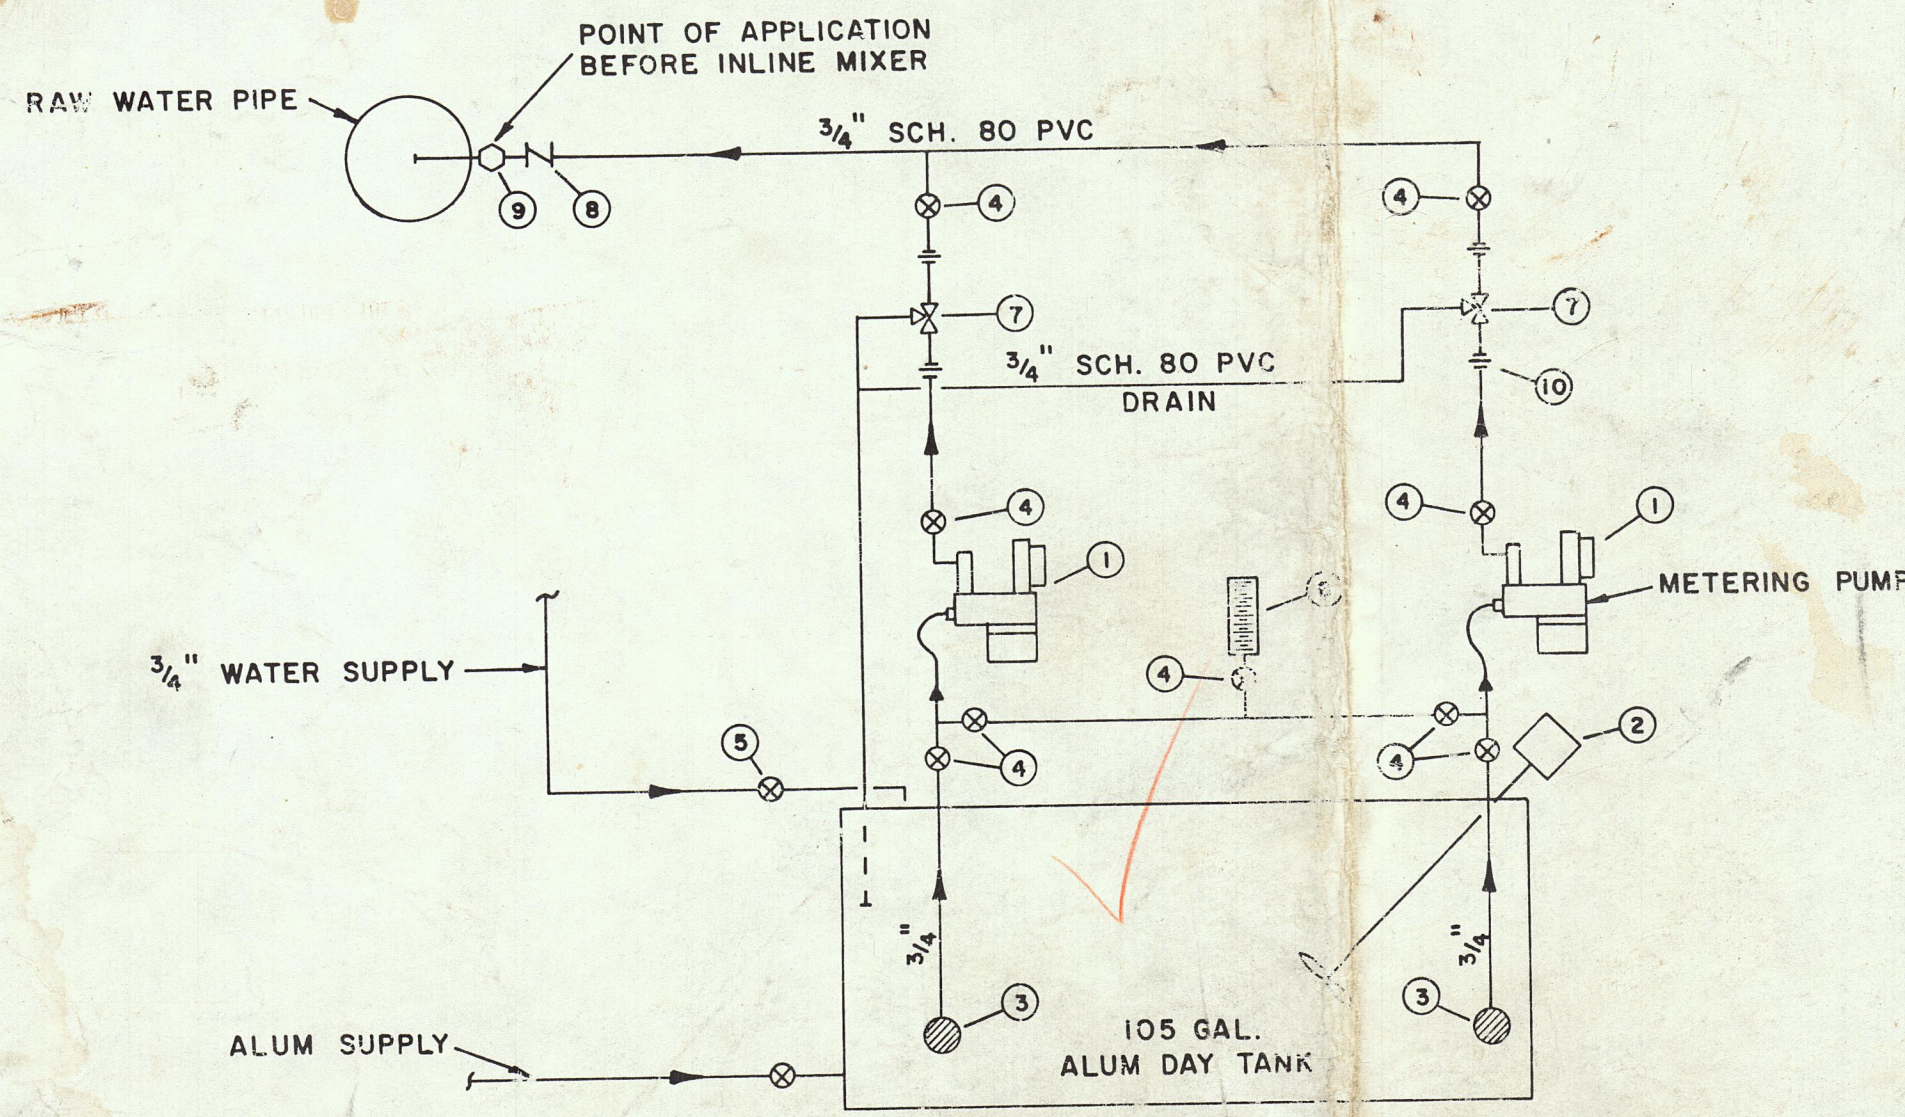 POINT OF APPLICATION
BEFORE INLINE MIXER
RAW WATER PIPE
3/4" SCH. 80 PVC
9
8
4
4
7
7
3/4" SCH. 80 PVC
DRAIN
10
4
4
1
1
METERING PUMP
4
3/4" WATER SUPPLY
5
4
4
2
3/4"
3/4"
3
3
105 GAL.
ALUM DAY TANK
ALUM SUPPLY